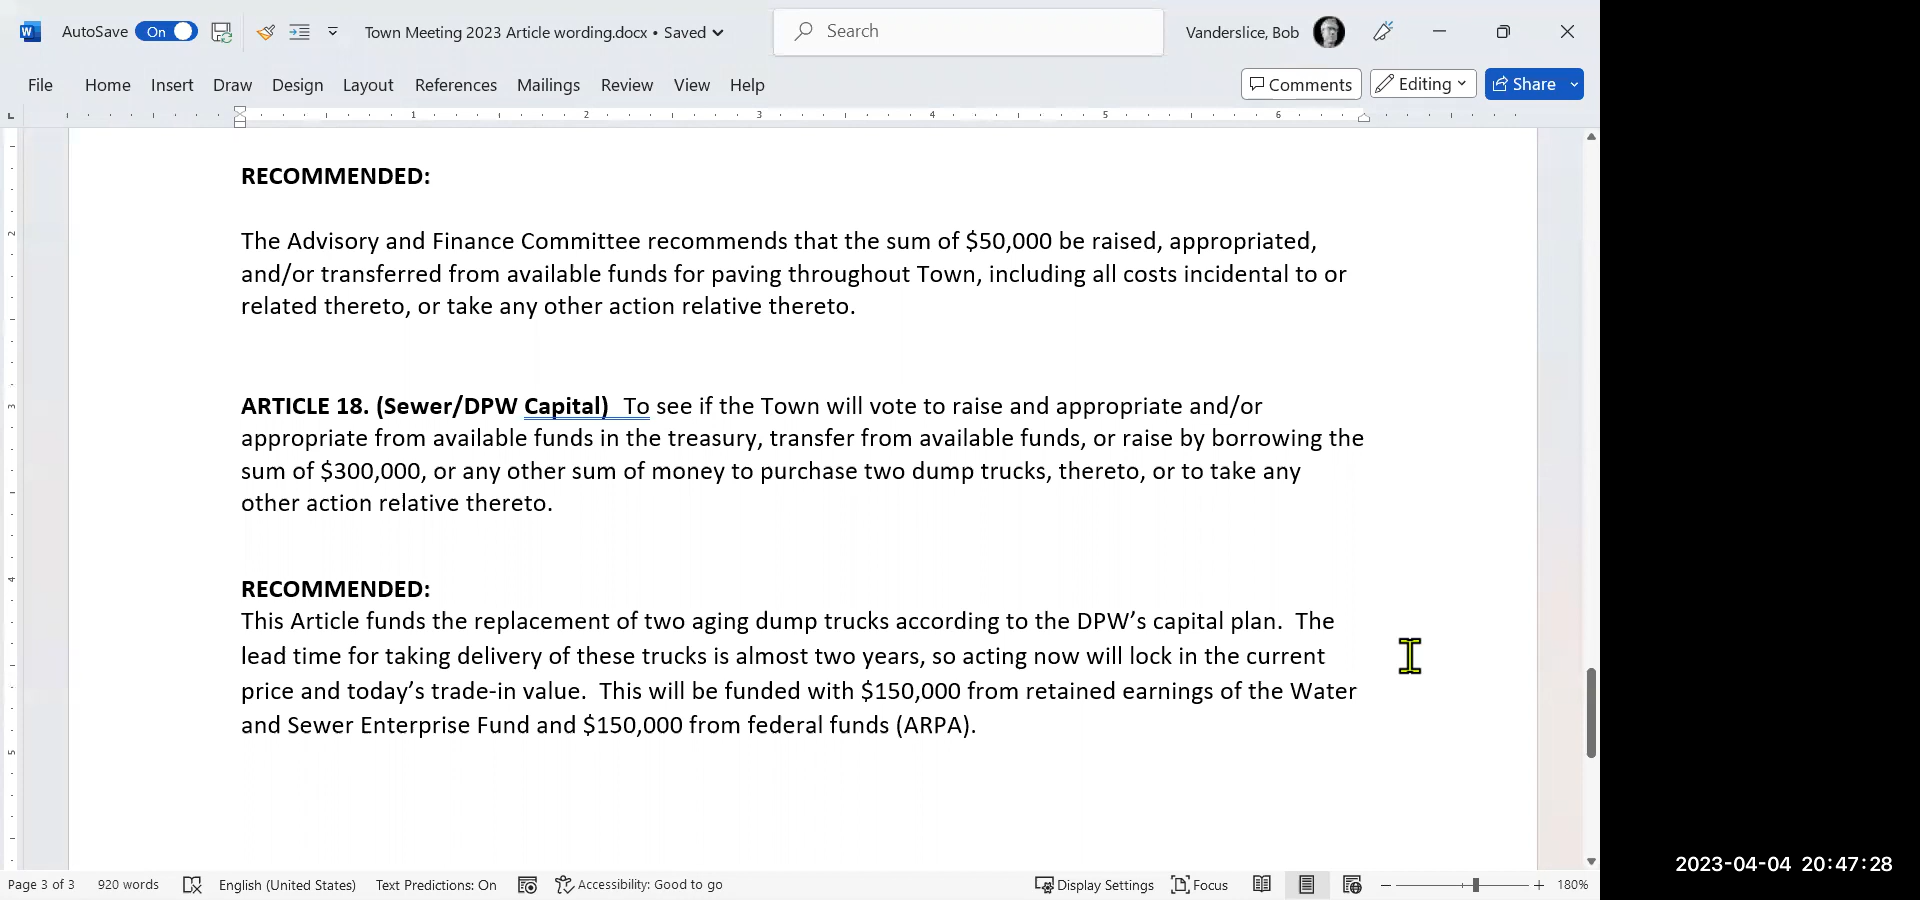 AutoSave On Town Meeting 2023 Article wording.docx • Saved Search Vanderslice, Bob
File Home Insert Draw Design Layout References Mailings Review View Help Comments Editing Share
1 2 3 4 5 6
RECOMMENDED:
The Advisory and Finance Committee recommends that the sum of $50,000 be raised, appropriated,
and/or transferred from available funds for paving throughout Town, including all costs incidental to or
related thereto, or take any other action relative thereto.
ARTICLE 18. (Sewer/DPW Capital) To see if the Town will vote to raise and appropriate and/or
appropriate from available funds in the treasury, transfer from available funds, or raise by borrowing the
sum of $300,000, or any other sum of money to purchase two dump trucks, thereto, or to take any
other action relative thereto.
RECOMMENDED:
This Article funds the replacement of two aging dump trucks according to the DPW’s capital plan. The
lead time for taking delivery of these trucks is almost two years, so acting now will lock in the current
price and today’s trade-in value. This will be funded with $150,000 from retained earnings of the Water
and Sewer Enterprise Fund and $150,000 from federal funds (ARPA).
2
3
4
5
2023-04-04 20:47:28
Page 3 of 3 920 words English (United States) Text Predictions: On Accessibility: Good to go Display Settings Focus 180%